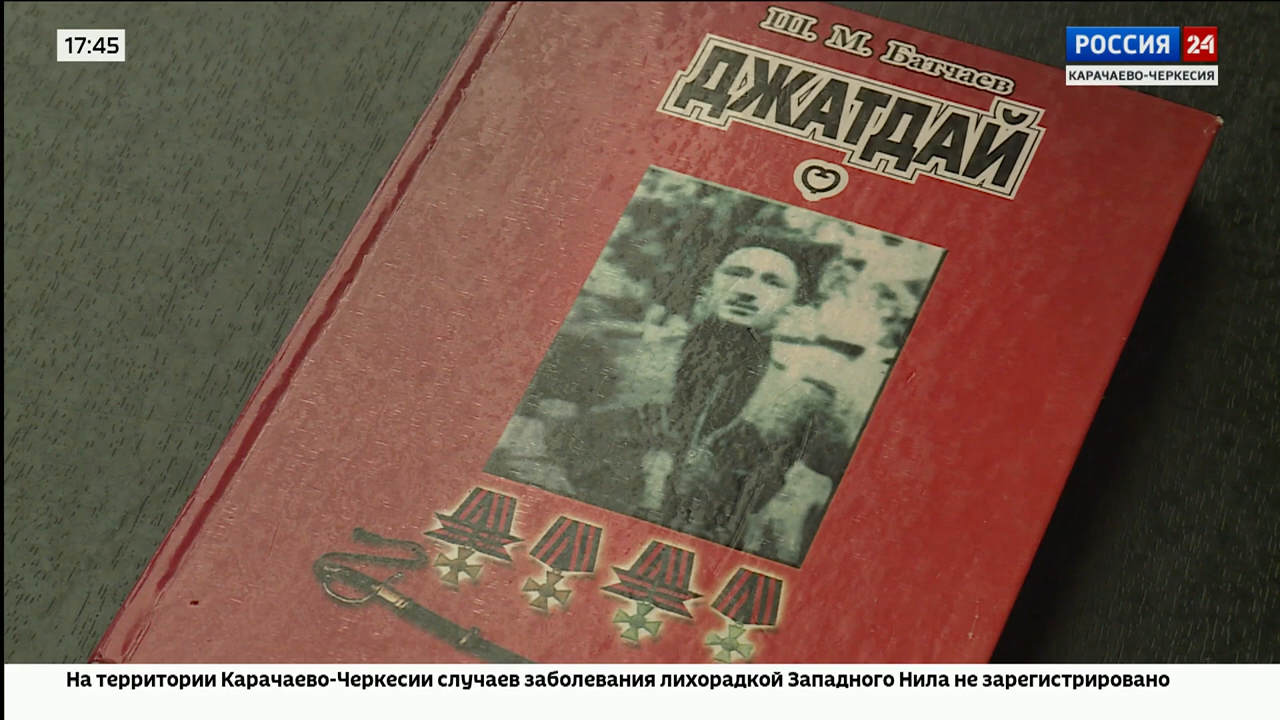 17:45
РОССИЯ 24
КАРАЧАЕВО-ЧЕРКЕСИЯ
Ш. М. Батчаев
ДЖАТДАЙ
На территории Карачаево-Черкесии случаев заболевания лихорадкой Западного Нила не зарегистрировано